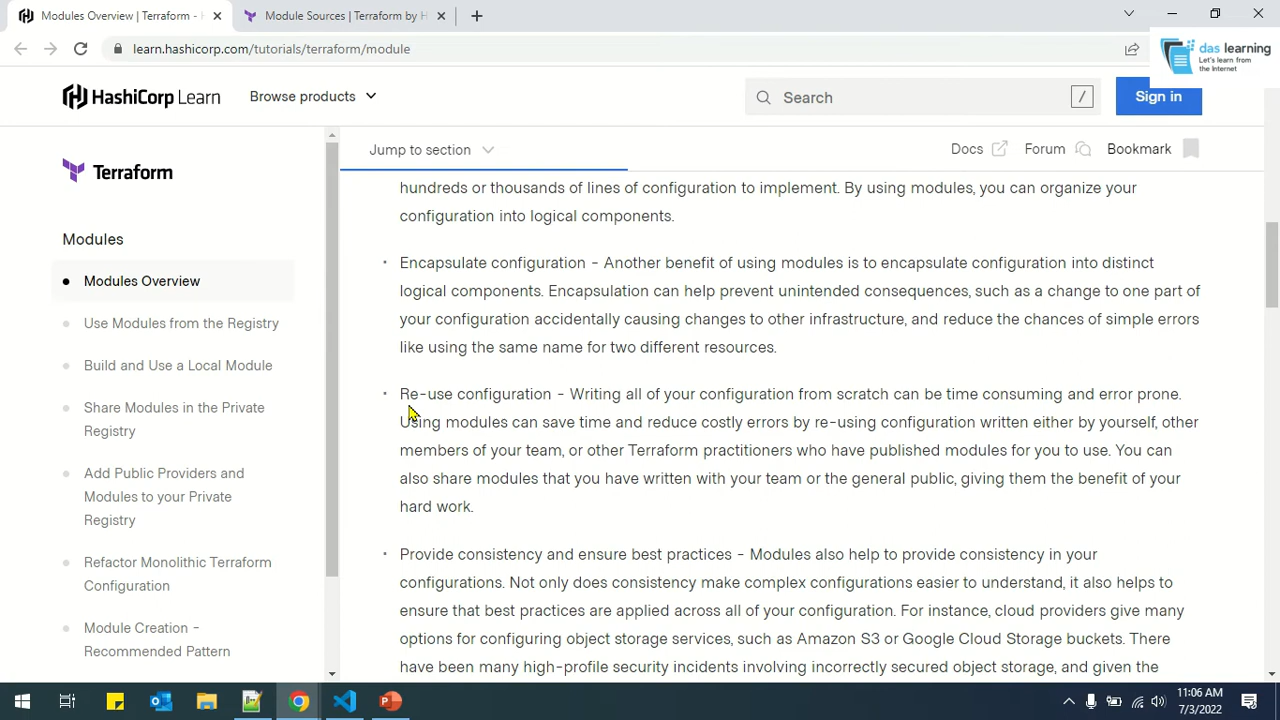 Modules Overview | Terraform - H
Module Sources | Terraform by H
learn.hashicorp.com/tutorials/terraform/module
das learning
Let's learn from
the Internet
HashiCorp Learn
Browse products
Search
/
Sign in
Terraform
Modules
Modules Overview
Use Modules from the Registry
Build and Use a Local Module
Share Modules in the Private
Registry
Add Public Providers and
Modules to your Private
Registry
Refactor Monolithic Terraform
Configuration
Module Creation -
Recommended Pattern
Jump to section
Docs
Forum
Bookmark
hundreds or thousands of lines of configuration to implement. By using modules, you can organize your
configuration into logical components.
Encapsulate configuration - Another benefit of using modules is to encapsulate configuration into distinct
logical components. Encapsulation can help prevent unintended consequences, such as a change to one part of
your configuration accidentally causing changes to other infrastructure, and reduce the chances of simple errors
like using the same name for two different resources.
Re-use configuration - Writing all of your configuration from scratch can be time consuming and error prone.
Using modules can save time and reduce costly errors by re-using configuration written either by yourself, other
members of your team, or other Terraform practitioners who have published modules for you to use. You can
also share modules that you have written with your team or the general public, giving them the benefit of your
hard work.
Provide consistency and ensure best practices - Modules also help to provide consistency in your
configurations. Not only does consistency make complex configurations easier to understand, it also helps to
ensure that best practices are applied across all of your configuration. For instance, cloud providers give many
options for configuring object storage services, such as Amazon S3 or Google Cloud Storage buckets. There
have been many high-profile security incidents involving incorrectly secured object storage, and given the
11:06 AM
7/3/2022